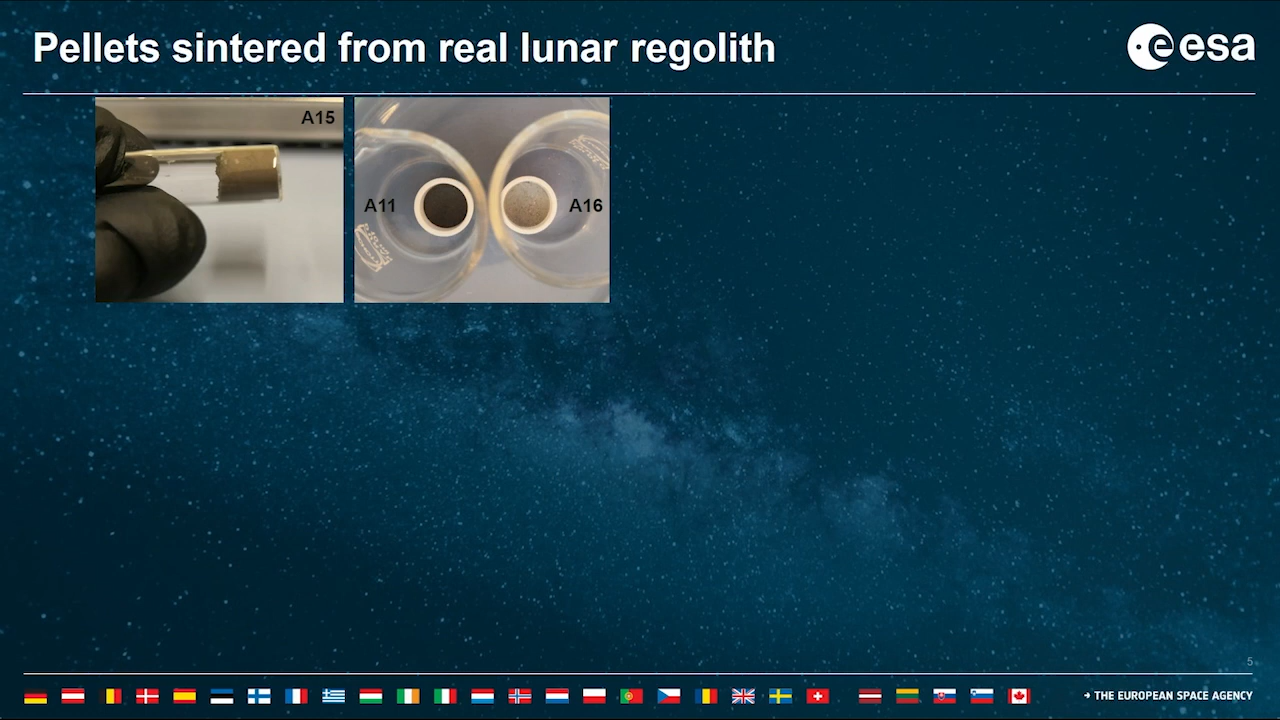 Pellets sintered from real lunar regolith
esa
A15
A11
A16
5
→ THE EUROPEAN SPACE AGENCY